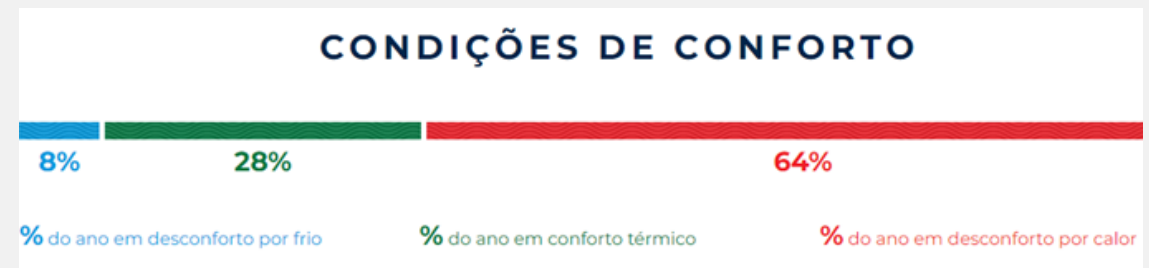 CONDIÇÕES DE CONFORTO
8% 28% 64%
% do ano em desconforto por frio % do ano em conforto térmico % do ano em desconforto por calor